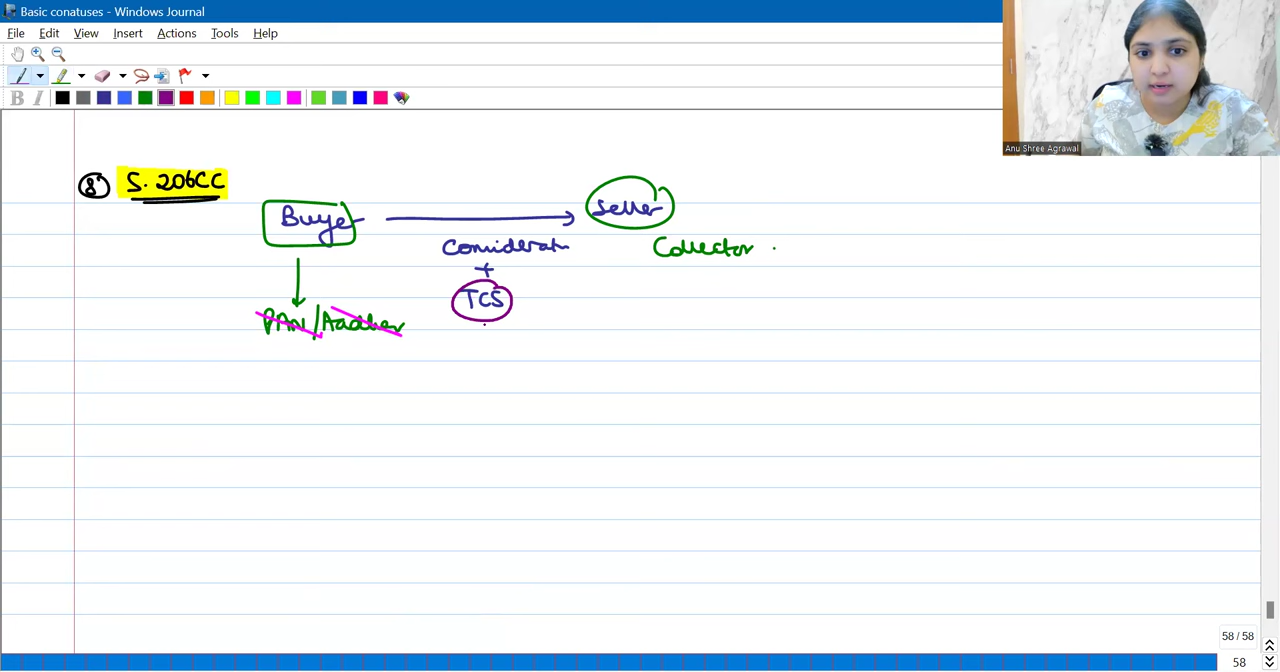 Basic conatuses - Windows Journal
File Edit View Insert Actions Tools Help
B I
Anu Shree Agrawal
8 S. 206CC
Buyer Seller
Considerat Collector
+
TCS
PAN/Aadhar
58 / 58
58